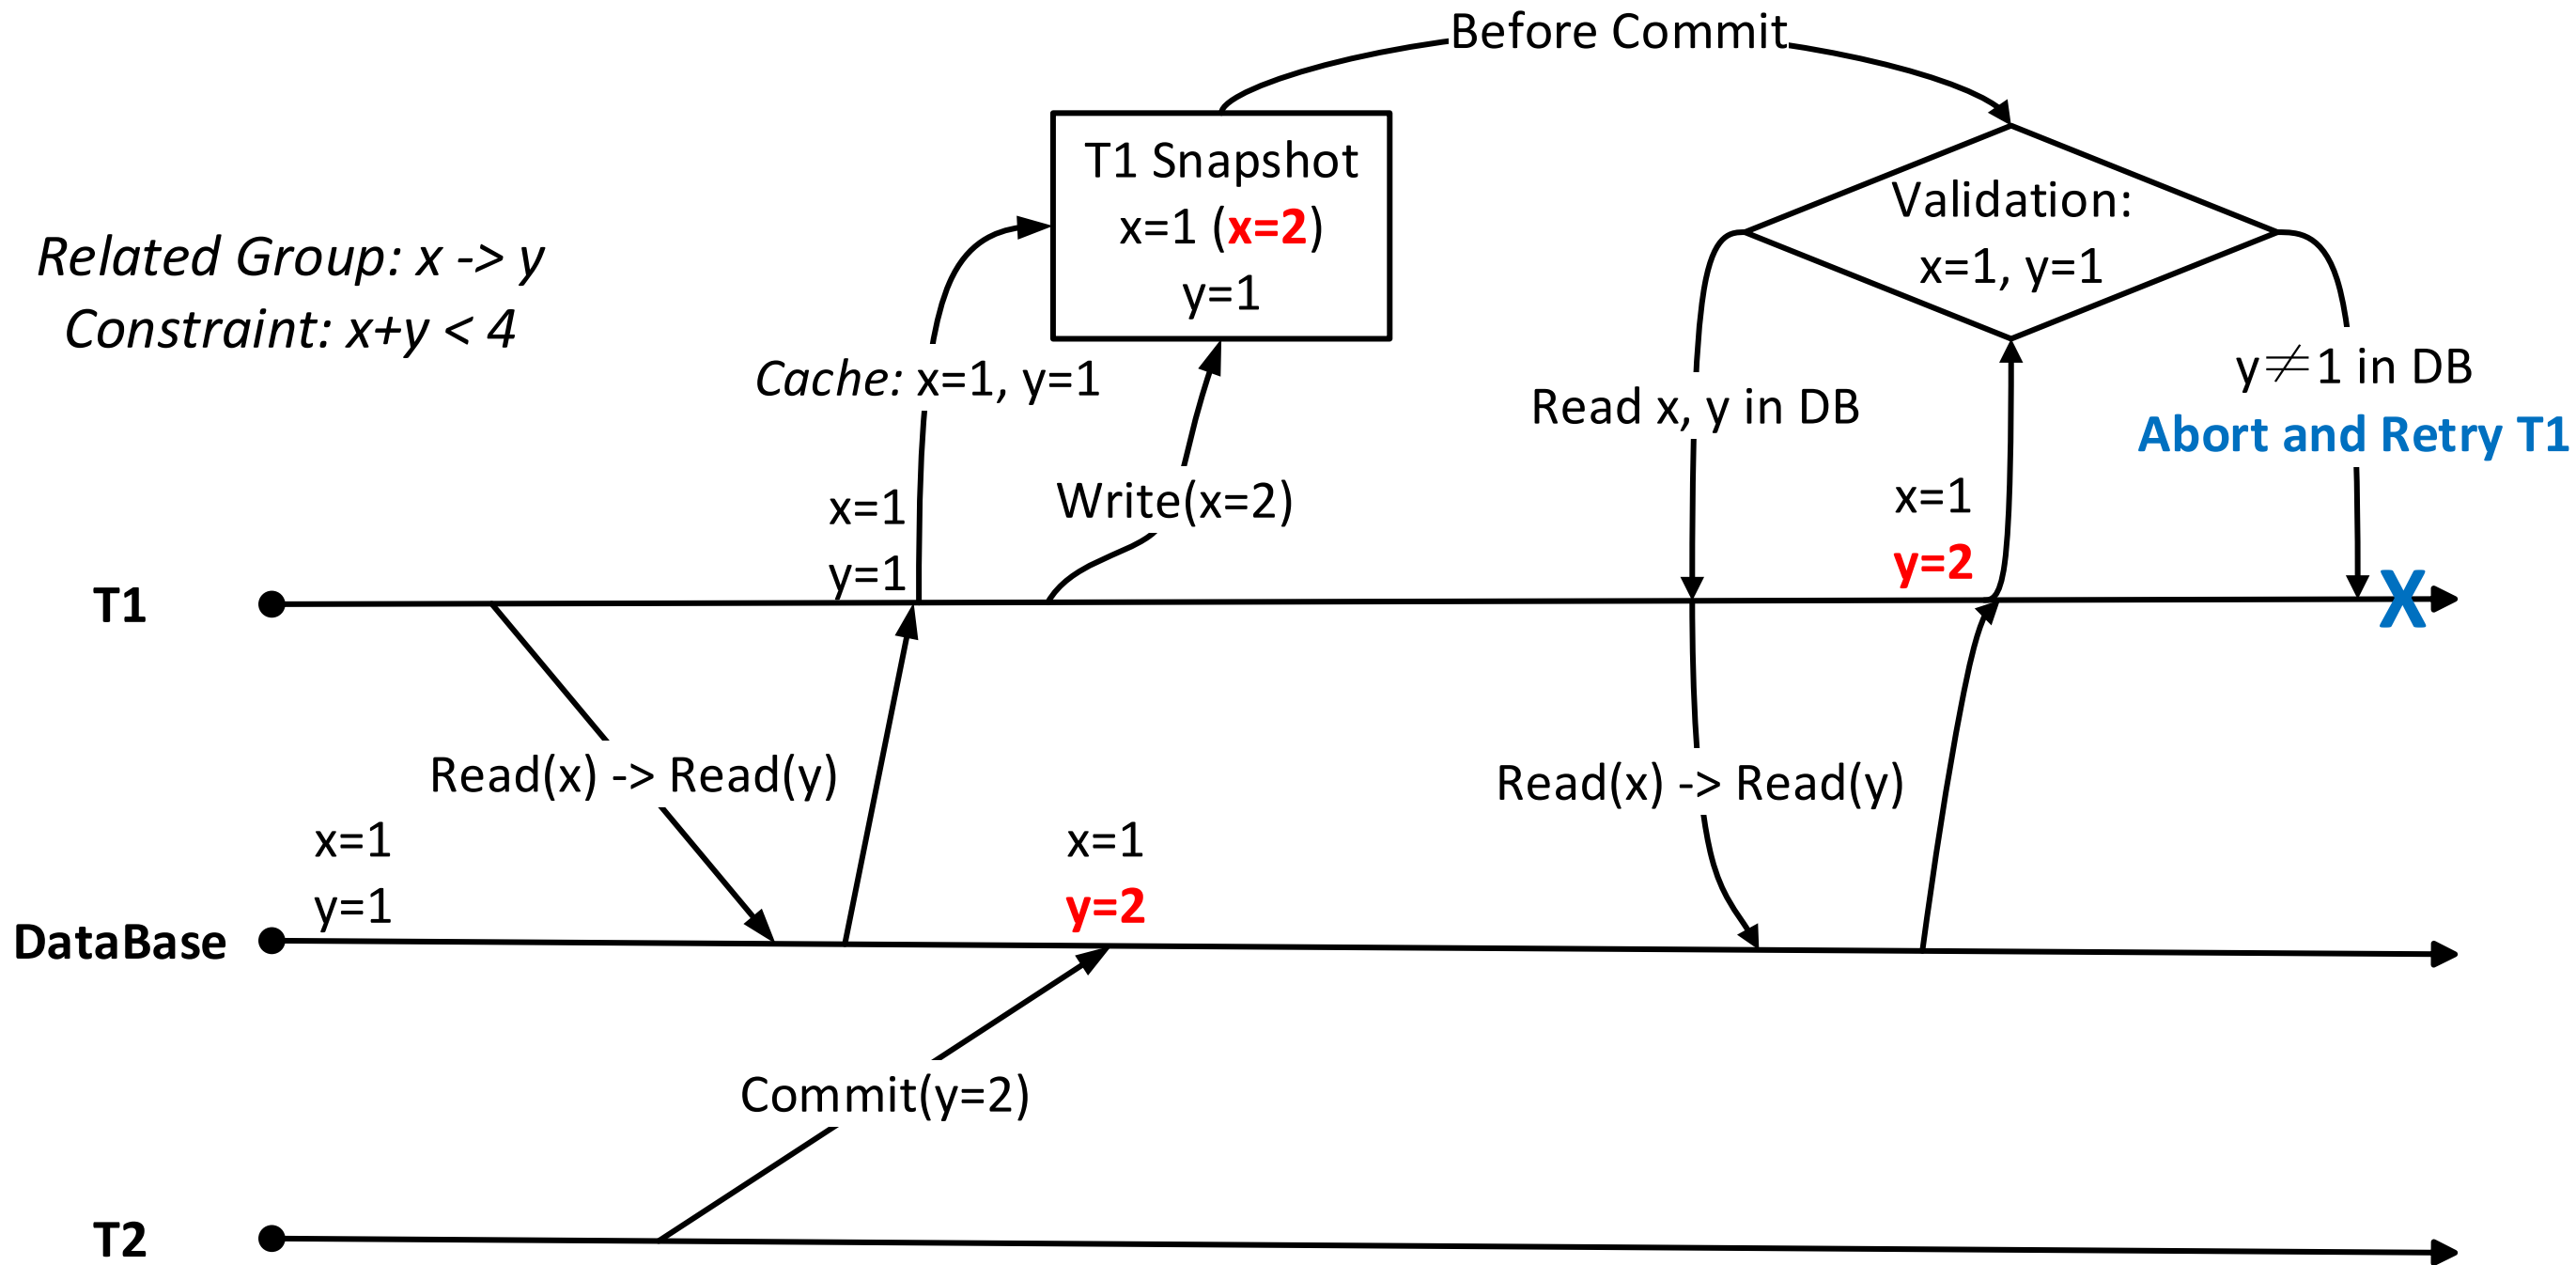 Before Commit
T1 Snapshot
x=1 (x=2)
y=1
Validation:
x=1, y=1
Related Group: x -> y
Constraint: x+y < 4
Cache: x=1, y=1
Read x, y in DB
y≠1 in DB
Abort and Retry T1
x=1
y=1
Write(x=2)
x=1
y=2
T1
X
Read(x) -> Read(y)
Read(x) -> Read(y)
x=1
y=1
x=1
y=2
DataBase
Commit(y=2)
T2